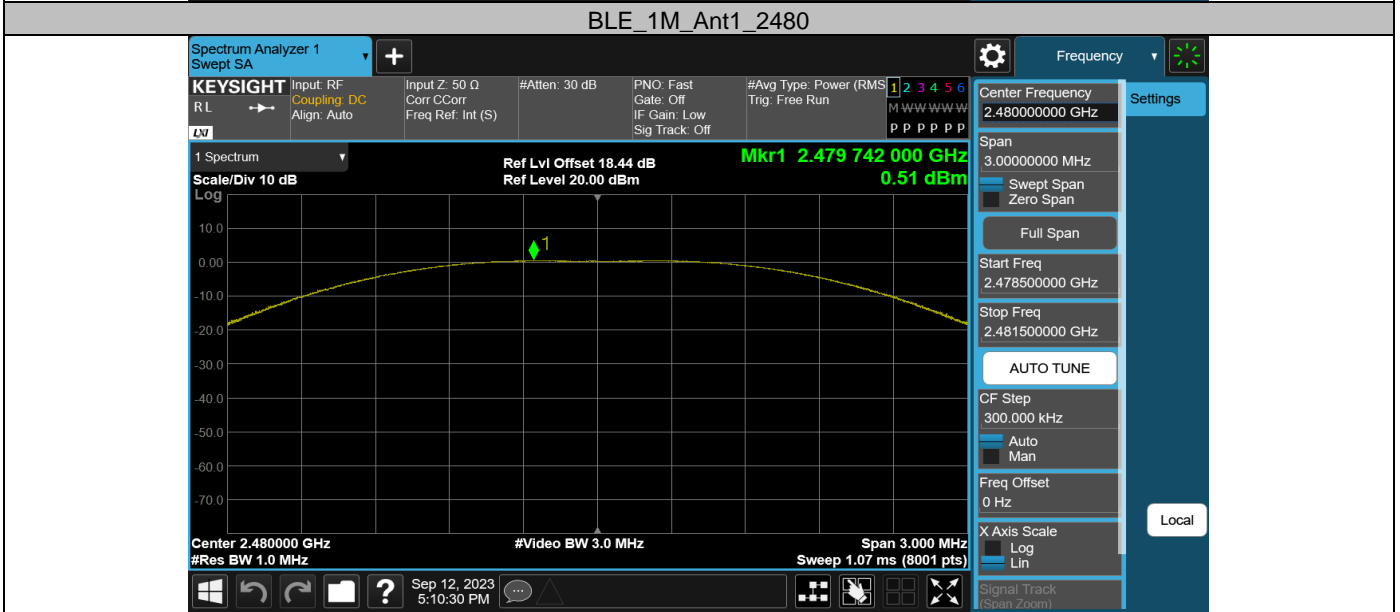 BLE_1M_Ant1_2480
Spectrum Analyzer 1
Swept SA
+
Frequency
KEYSIGHT
R L
LXI
Input: RF
Coupling: DC
Align: Auto
Input Z: 50 Ω
Corr CCorr
Freq Ref: Int (S)
#Atten: 30 dB
PNO: Fast
Gate: Off
IF Gain: Low
Sig Track: Off
#Avg Type: Power (RMS
Trig: Free Run
1 2 3 4 5 6
M W W W W W
P P P P P P
1 Spectrum
Scale/Div 10 dB
Ref Lvl Offset 18.44 dB
Ref Level 20.00 dBm
Mkr1 2.479 742 000 GHz
0.51 dBm
Log
10.0
0.00
-10.0
-20.0
-30.0
-40.0
-50.0
-60.0
-70.0
1
Center 2.480000 GHz
#Res BW 1.0 MHz
#Video BW 3.0 MHz
Span 3.000 MHz
Sweep 1.07 ms (8001 pts)
Center Frequency
2.480000000 GHz
Span
3.00000000 MHz
Swept Span
Zero Span
Full Span
Start Freq
2.478500000 GHz
Stop Freq
2.481500000 GHz
AUTO TUNE
CF Step
300.000 kHz
Auto
Man
Freq Offset
0 Hz
X Axis Scale
Log
Lin
Signal Track
(Span Zoom)
Settings
Local
?
Sep 12, 2023
5:10:30 PM